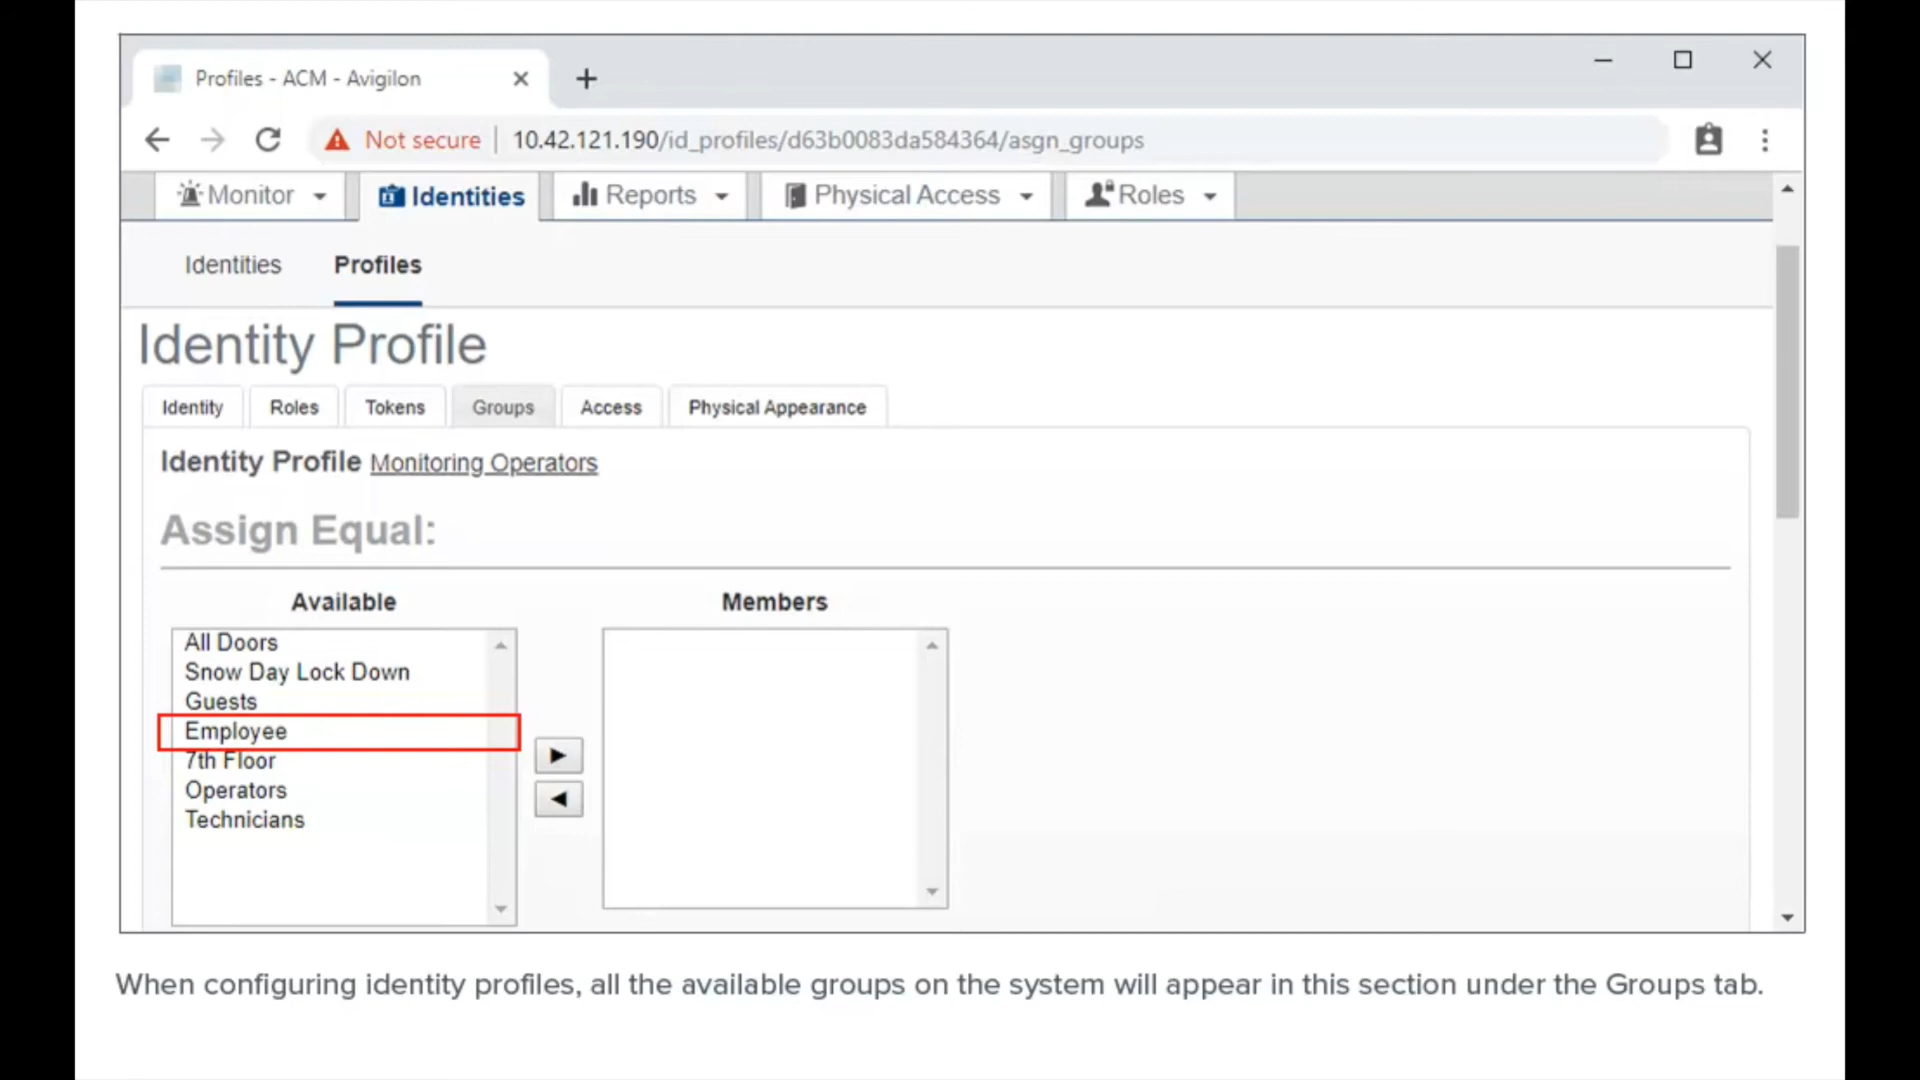 Profiles - ACM - Avigilon
Not secure | 10.42.121.190/id_profiles/d63b0083da584364/asgn_groups
Monitor Identities Reports Physical Access Roles
Identities Profiles
Identity Profile
Identity Roles Tokens Groups Access Physical Appearance
Identity Profile Monitoring Operators
Assign Equal:
Available Members
All Doors
Snow Day Lock Down
Guests
Employee
7th Floor
Operators
Technicians
When configuring identity profiles, all the available groups on the system will appear in this section under the Groups tab.